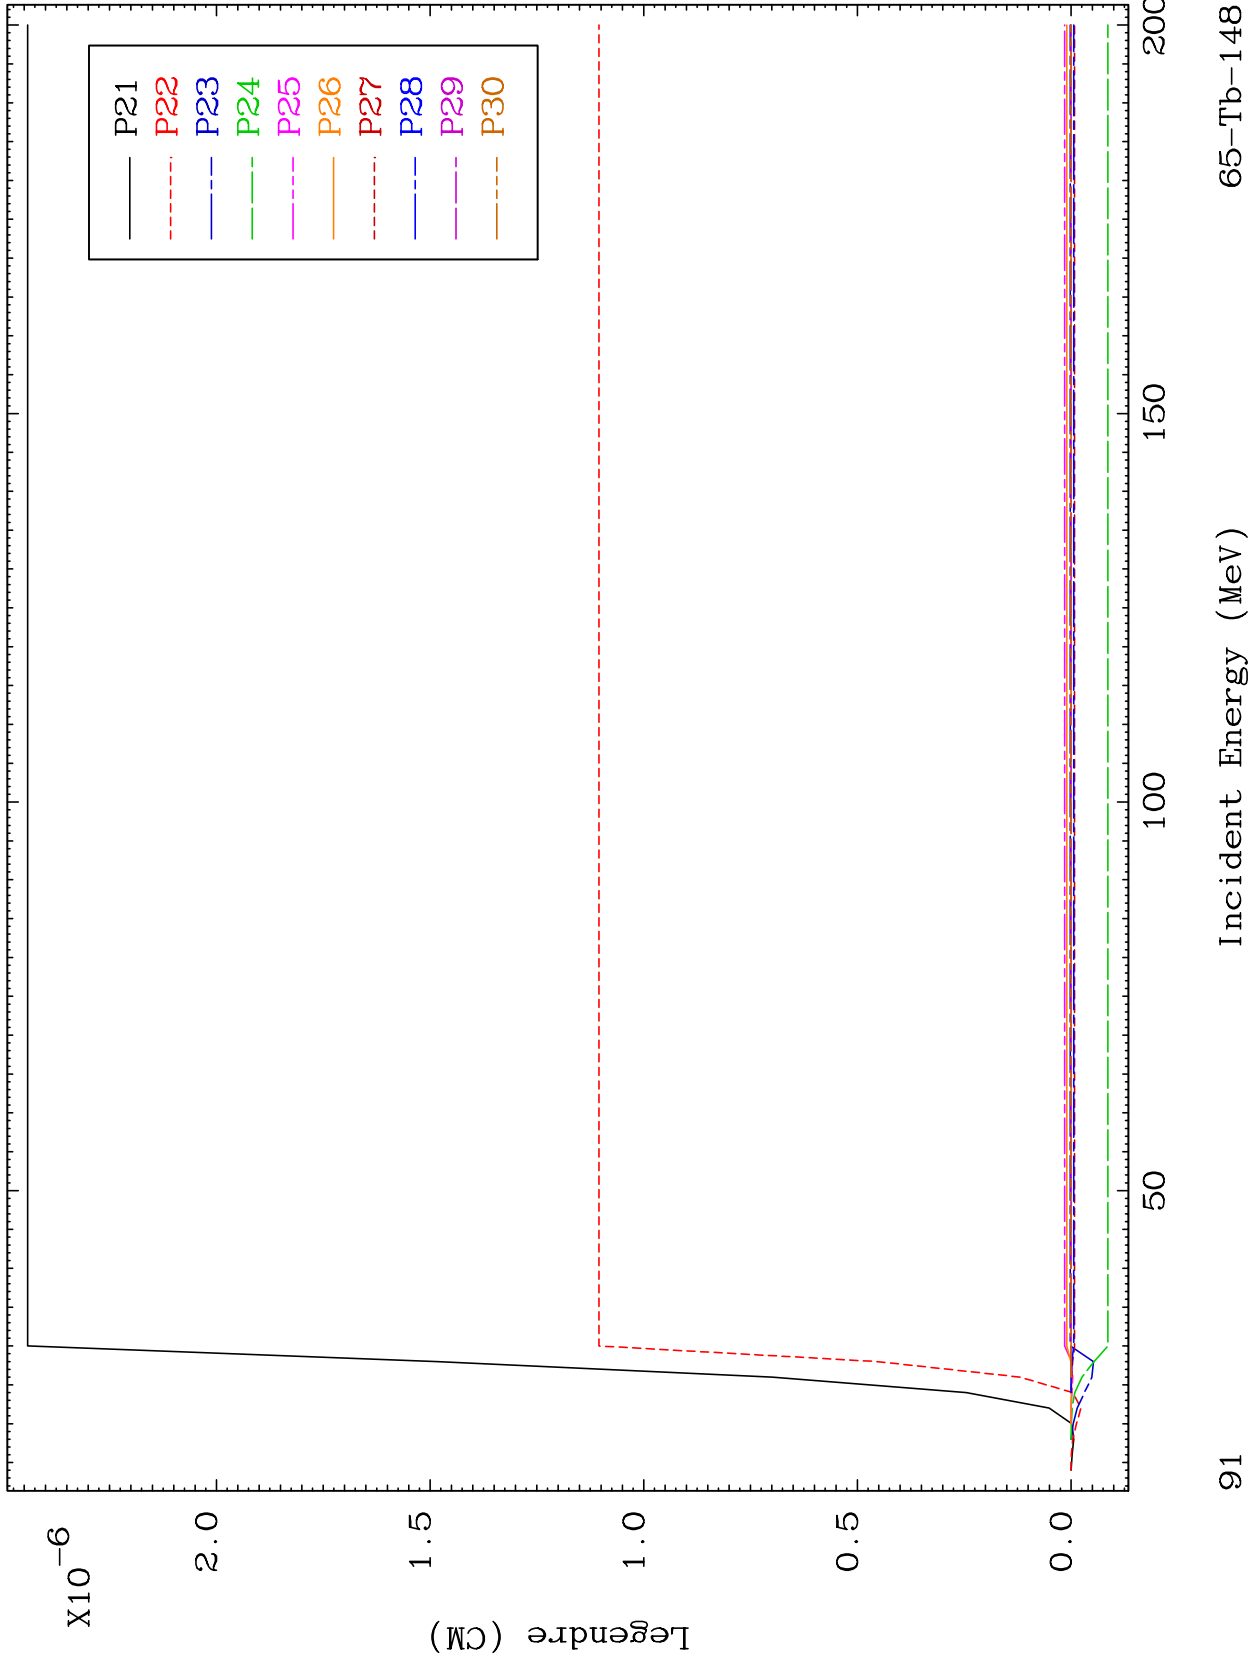 X10-6
2.0
1.5
1.0
0.5
0.0
Legendre (CM)
P21
P22
P23
P24
P25
P26
P27
P28
P29
P30
50
100
150
200
Incident Energy (MeV)
91
65-Tb-148